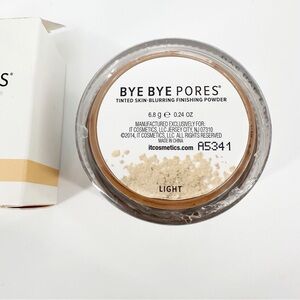 S®
BYE BYE PORES®
TINTED SKIN-BLURRING FINISHING POWDER
6.8 g ℮ 0.24 OZ
MANUFACTURED EXCLUSIVELY FOR:
IT COSMETICS, LLC JERSEY CITY, NJ 07310
©2014, IT COSMETICS, LLC. ALL RIGHTS RESERVED
MADE IN CHINA
itcosmetics.com A5341
LIGHT